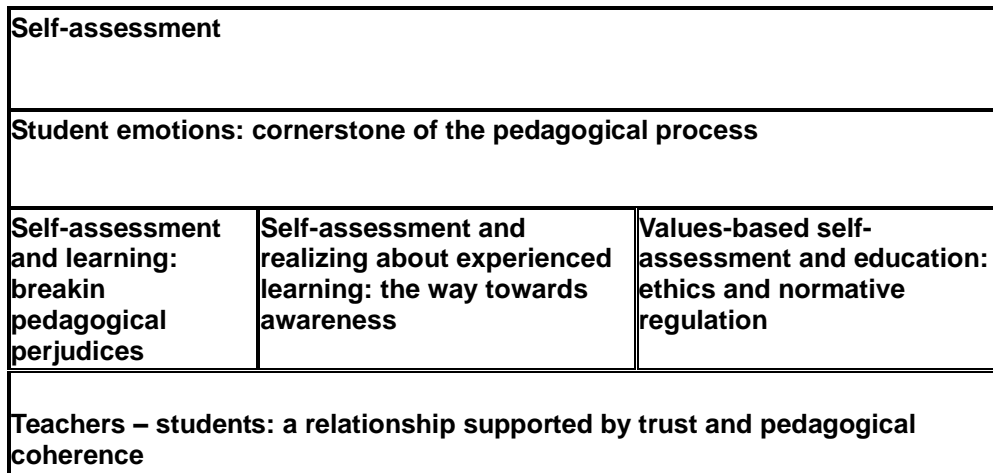 Self-assessment
Student emotions: cornerstone of the pedagogical process
Self-assessment
and learning:
breakin
pedagogical
perjudices
Self-assessment and
realizing about experienced
learning: the way towards
awareness
Values-based self-
assessment and education:
ethics and normative
regulation
Teachers – students: a relationship supported by trust and pedagogical
coherence